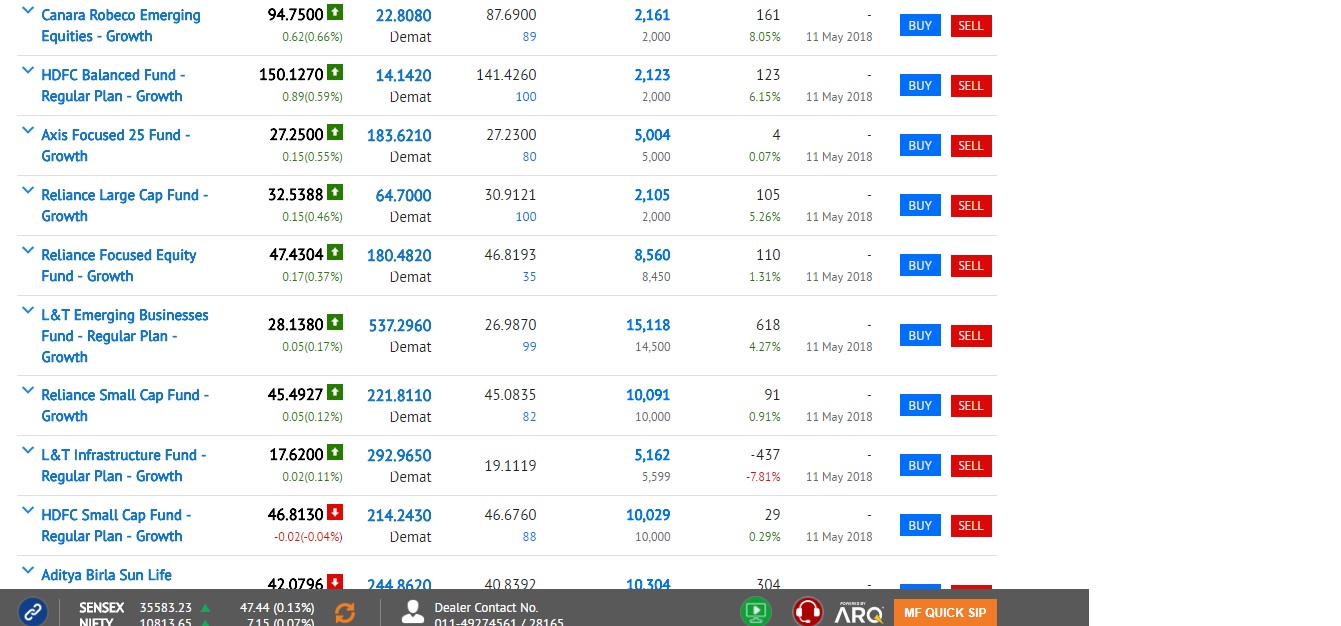 Canara Robeco Emerging 94.7500 22.8080 87.6900 2,161 161 - BUY SELL
Equities - Growth 0.62(0.66%) Demat 89 2,000 8.05% 11 May 2018
HDFC Balanced Fund - 150.1270 14.1420 141.4260 2,123 123 - BUY SELL
Regular Plan - Growth 0.89(0.59%) Demat 100 2,000 6.15% 11 May 2018
Axis Focused 25 Fund - 27.2500 183.6210 27.2300 5,004 4 - BUY SELL
Growth 0.15(0.55%) Demat 80 5,000 0.07% 11 May 2018
Reliance Large Cap Fund - 32.5388 64.7000 30.9121 2,105 105 - BUY SELL
Growth 0.15(0.46%) Demat 100 2,000 5.26% 11 May 2018
Reliance Focused Equity 47.4304 180.4820 46.8193 8,560 110 - BUY SELL
Fund - Growth 0.17(0.37%) Demat 35 8,450 1.31% 11 May 2018
L&T Emerging Businesses
28.1380 537.2960 26.9870 15,118 618 -
Fund - Regular Plan - BUY SELL
0.05(0.17%) Demat 99 14,500 4.27% 11 May 2018
Growth
Reliance Small Cap Fund - 45.4927 221.8110 45.0835 10,091 91 - BUY SELL
Growth 0.05(0.12%) Demat 82 10,000 0.91% 11 May 2018
L&T Infrastructure Fund - 17.6200 292.9650 19.1119 5,162 -437 - BUY SELL
Regular Plan - Growth 0.02(0.11%) Demat 5,599 -7.81% 11 May 2018
HDFC Small Cap Fund - 46.8130 214.2430 46.6760 10,029 29 - BUY SELL
Regular Plan - Growth -0.02(-0.04%) Demat 88 10,000 0.29% 11 May 2018
Aditya Birla Sun Life
42.0796 244.8620 40.8392 10,304 304 -
SENSEX 35583.23 47.44 (0.13%) Dealer Contact No. POWERED BY ARQ MF QUICK SIP
NIFTY 10813.65 7.15 (0.07%) 011-49274561 / 28165